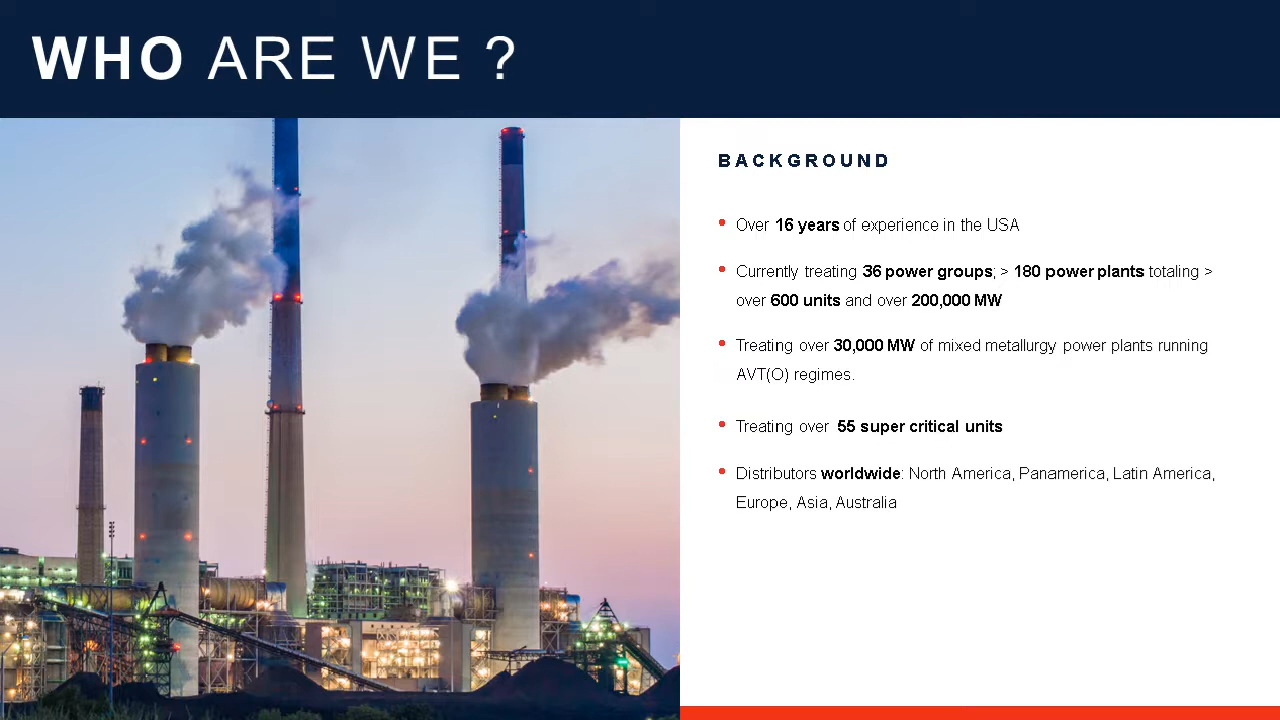 WHO ARE WE ?
BACKGROUND
• Over 16 years of experience in the USA
• Currently treating 36 power groups; > 180 power plants totaling >
over 600 units and over 200,000 MW
• Treating over 30,000 MW of mixed metallurgy power plants running
AVT(O) regimes.
• Treating over 55 super critical units
• Distributors worldwide: North America, Panamerica, Latin America,
Europe, Asia, Australia